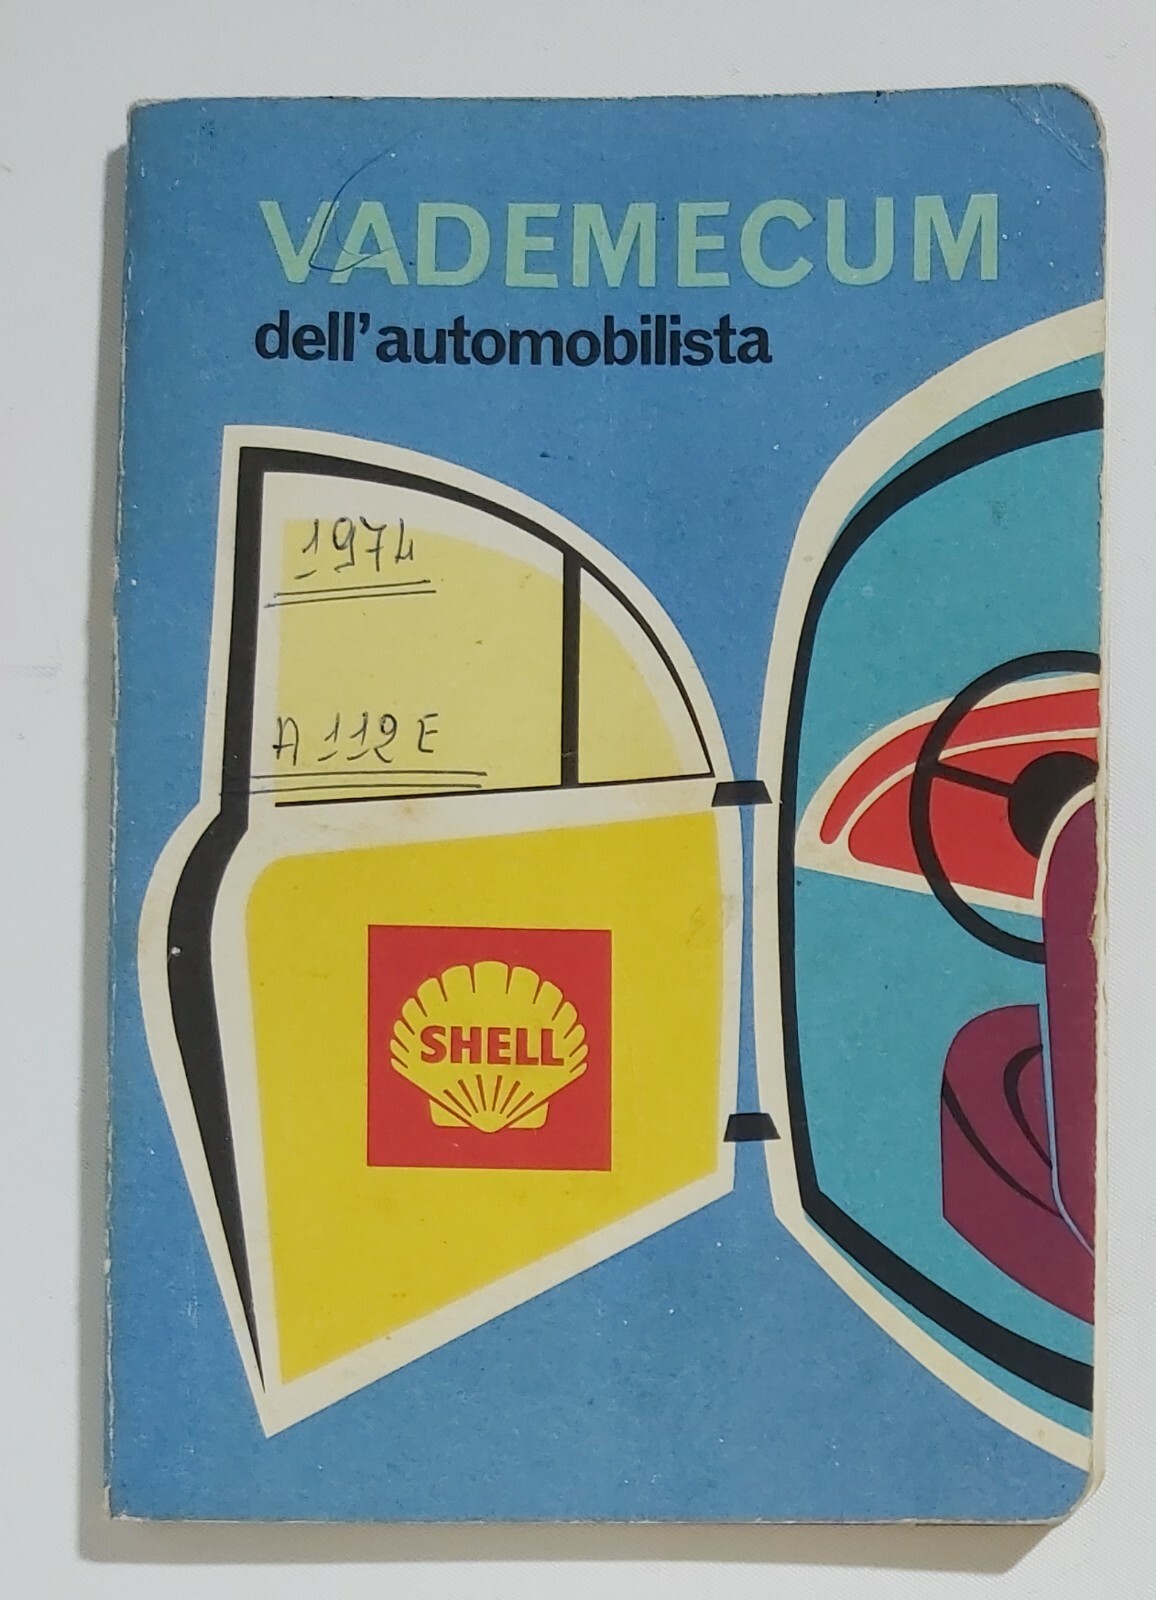 VADEMECUM
dell'automobilista
1974
A 112 E
SHELL